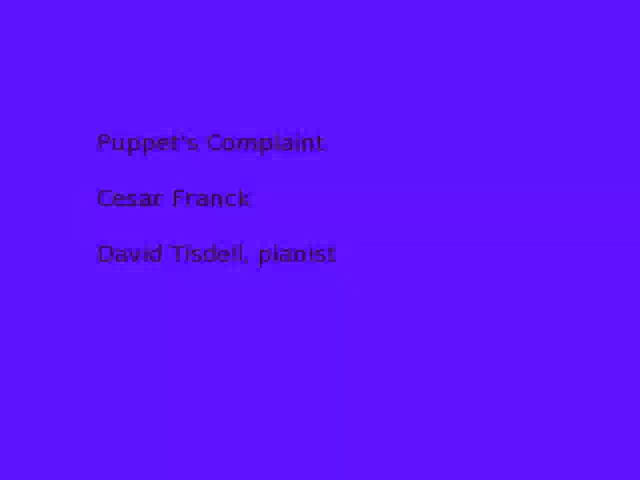 Puppet's Complaint
Cesar Franck
David Tisdell, pianist